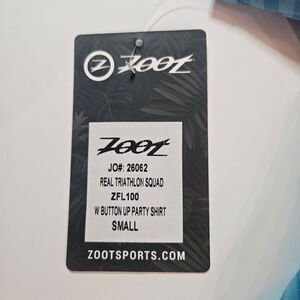 Z ZOOT
ZOOT
JO#: 26062
REAL TRIATHLON SQUAD
ZFL100
W BUTTON UP PARTY SHIRT
SMALL
ZOOTSPORTS.COM